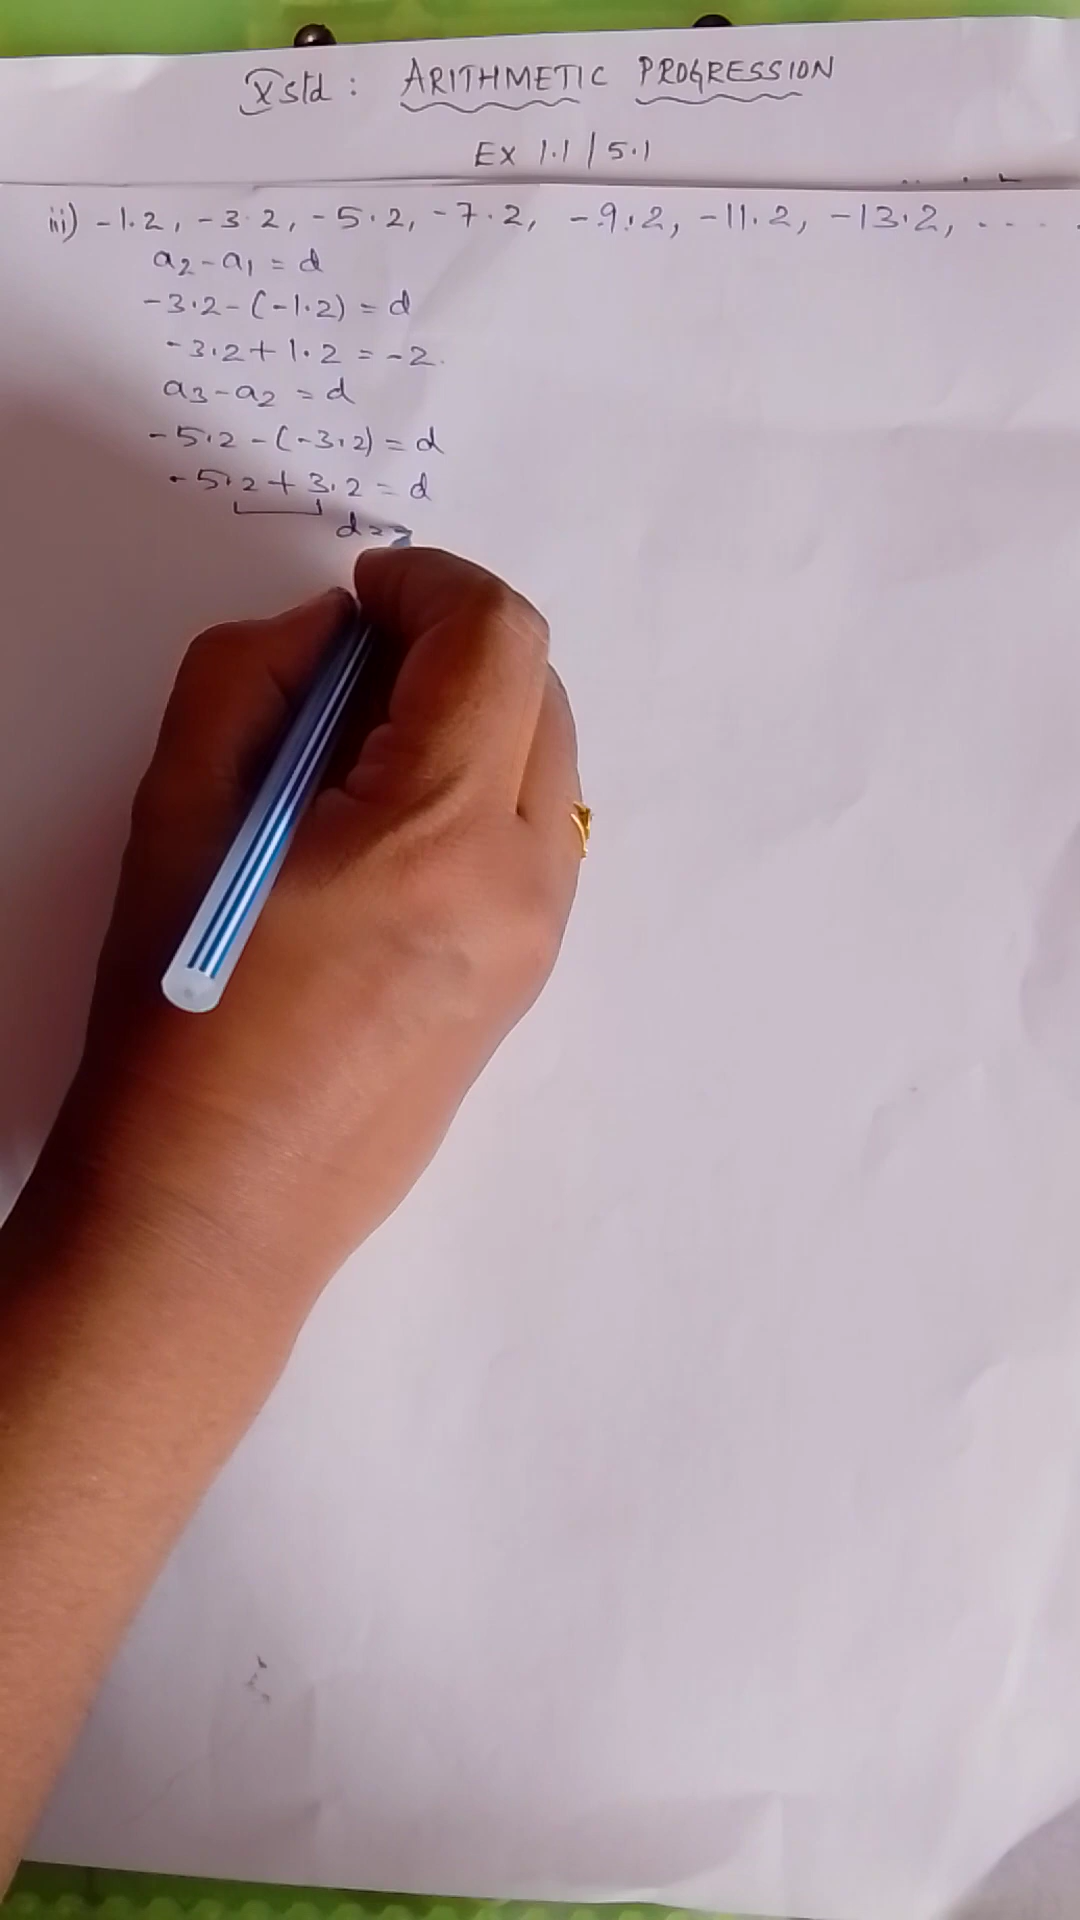 X std : ARITHMETIC PROGRESSION
Ex 1.1 / 5.1
iii) -1.2, -3.2, -5.2, -7.2, -9.2, -11.2, -13.2, ....
a₂-a₁ = d
-3.2-(-1.2) = d
-3.2+1.2 = -2.
a₃-a₂ = d
-5.2-(-3.2) = d
-5.2+3.2 = d
d =